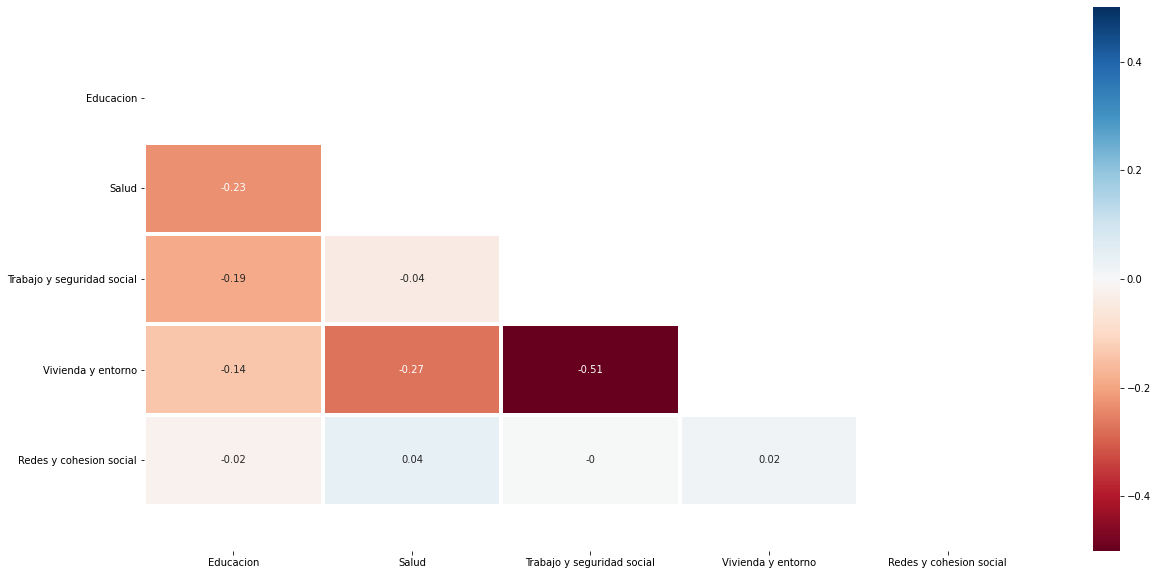 0.4
Educacion
0.2
Salud
-0.23
Trabajo y seguridad social
-0.19
-0.04
0.0
Vivienda y entorno
-0.14
-0.27
-0.51
−0.2
Redes y cohesion social
-0.02
0.04
-0
0.02
−0.4
Educacion
Salud
Trabajo y seguridad social
Vivienda y entorno
Redes y cohesion social